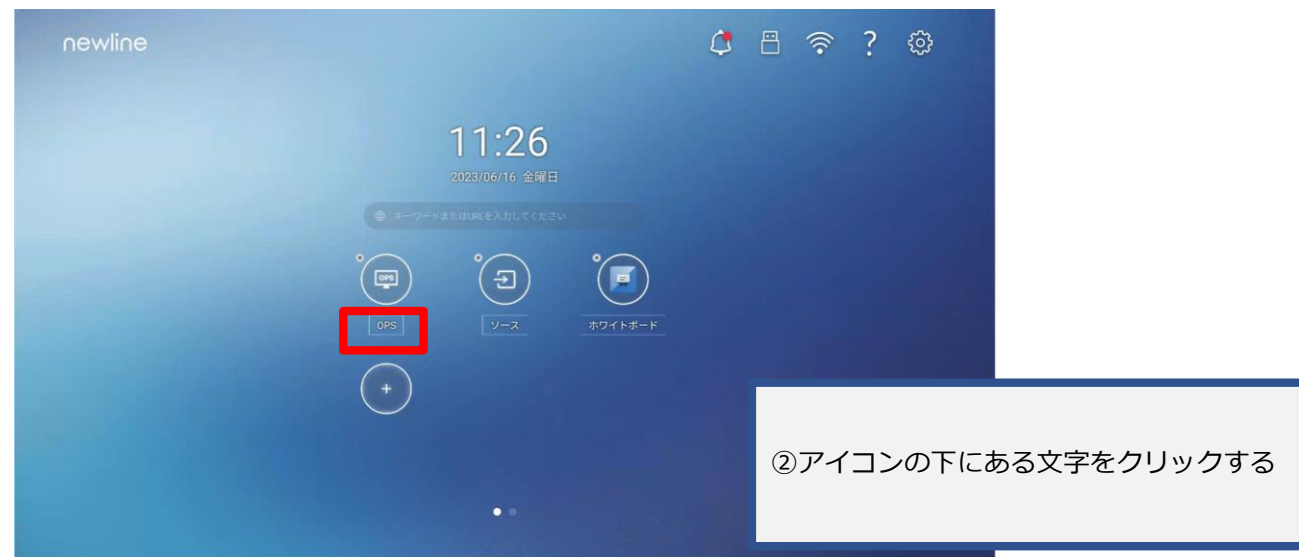 newline
?
11:26
2023/06/16 金曜日
キーワードまたはURLを入力してください
OPS
OPS
ソース
ホワイトボード
+
②アイコンの下にある文字をクリックする